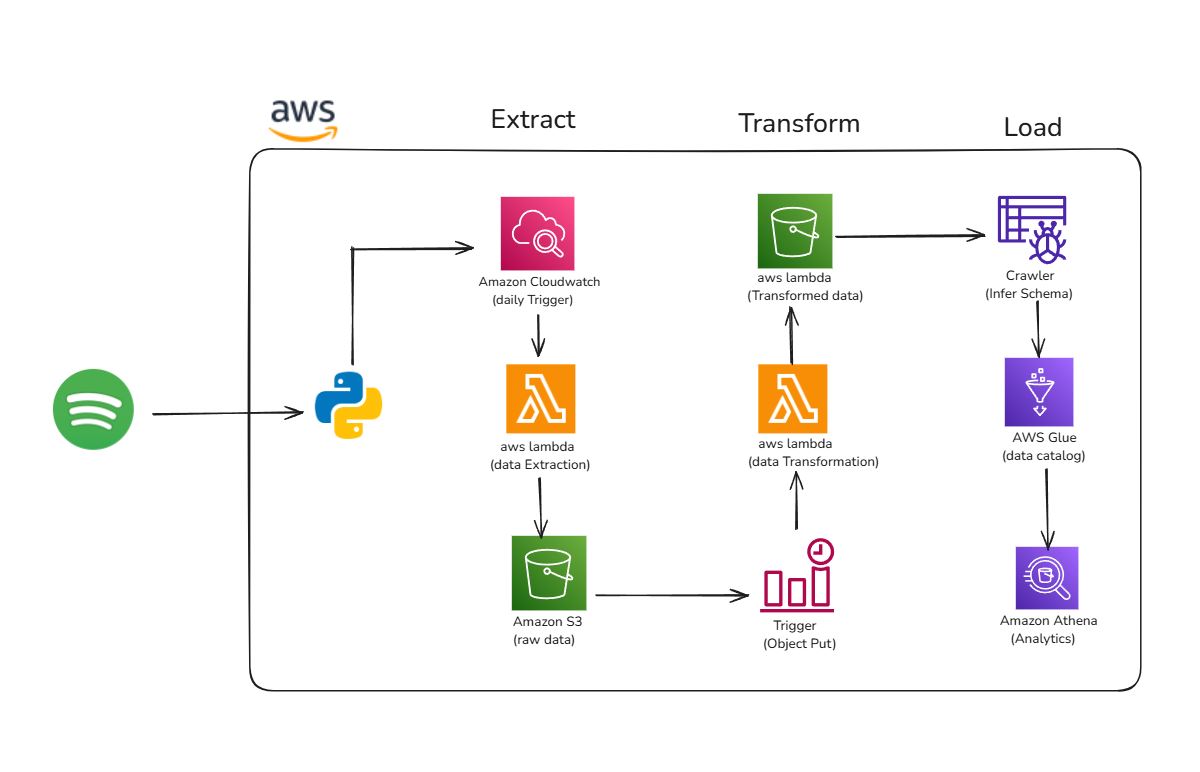 aws
Extract
Transform
Load
Amazon Cloudwatch
(daily Trigger)
aws lambda
(Transformed data)
Crawler
(Infer Schema)
aws lambda
(data Extraction)
aws lambda
(data Transformation)
AWS Glue
(data catalog)
Amazon S3
(raw data)
Trigger
(Object Put)
Amazon Athena
(Analytics)